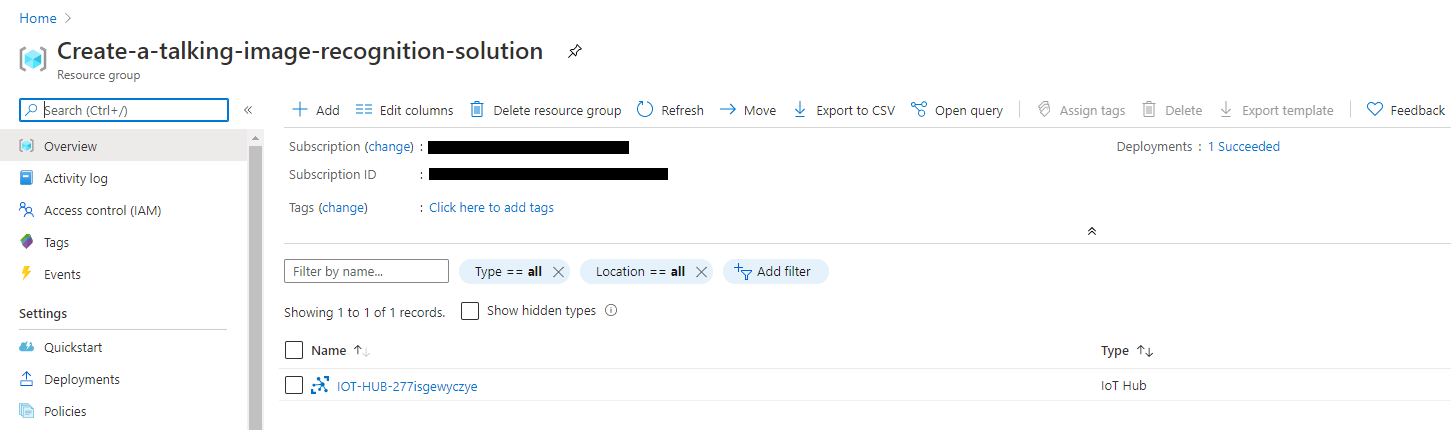 Home
Create-a-talking-image-recognition-solution
Resource group
Search (Ctrl+/)
Overview
Activity log
Access control (IAM)
Tags
Events
Settings
Quickstart
Deployments
Policies
Add Edit columns Delete resource group Refresh Move Export to CSV Open query Assign tags Delete Export template Feedback
Subscription (change) : Deployments : 1 Succeeded
Subscription ID :
Tags (change) : Click here to add tags
Filter by name... Type == all Location == all Add filter
Showing 1 to 1 of 1 records. Show hidden types
Name Type
IOT-HUB-277isgewyczye IoT Hub